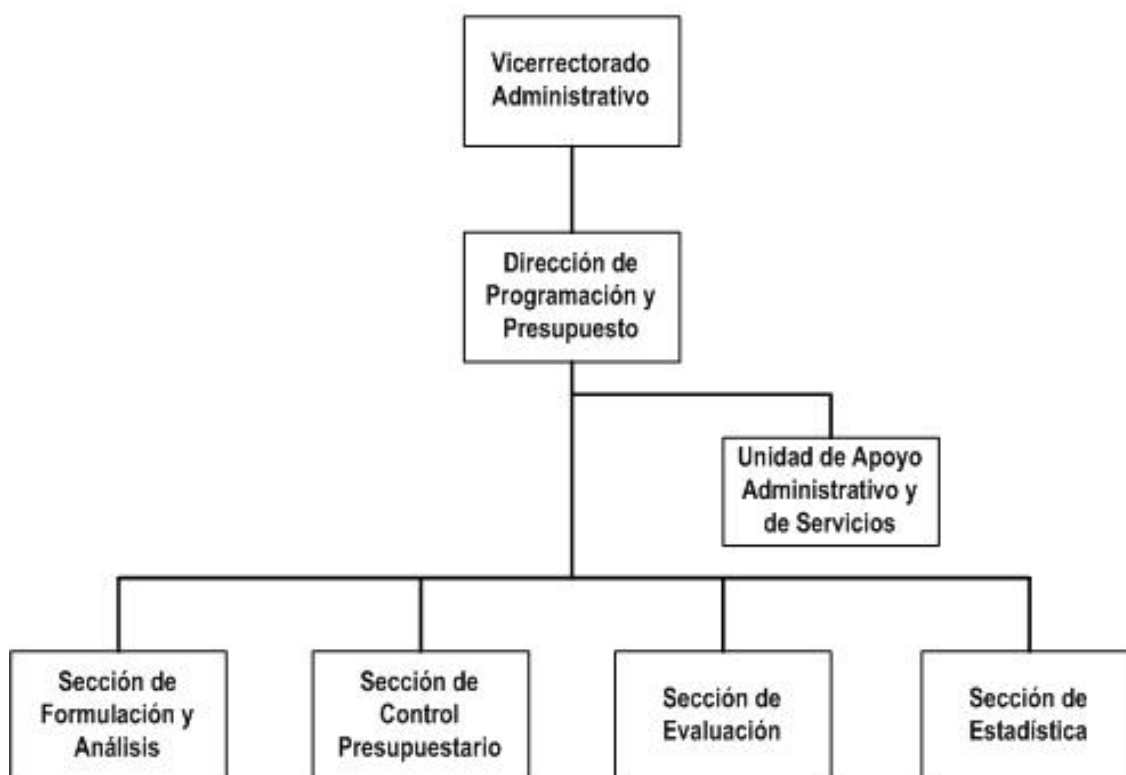 Vicerrectorado
Administrativo
Dirección de
Programación y
Presupuesto
Unidad de Apoyo
Administrativo y
de Servicios
Sección de
Formulación y
Análisis
Sección de
Control
Presupuestario
Sección de
Evaluación
Sección de
Estadística